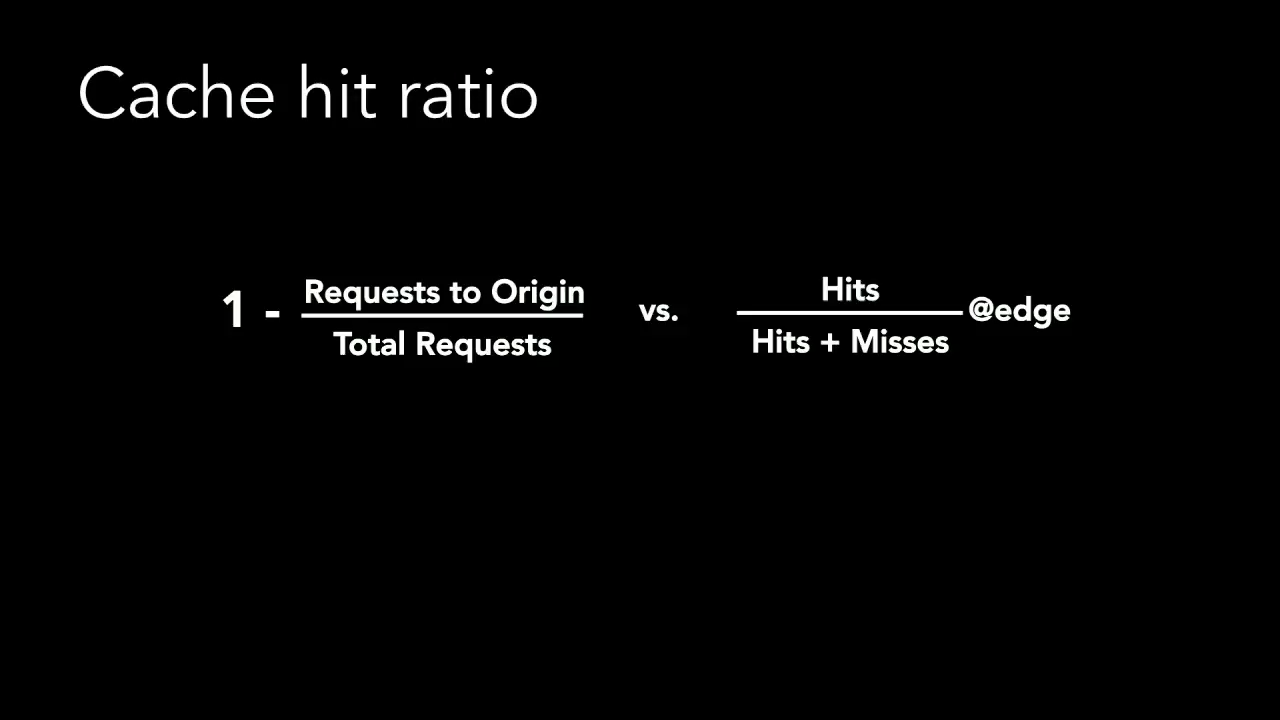 Cache hit ratio
1 - Requests to Origin
Total Requests
vs.
Hits
Hits + Misses
@edge